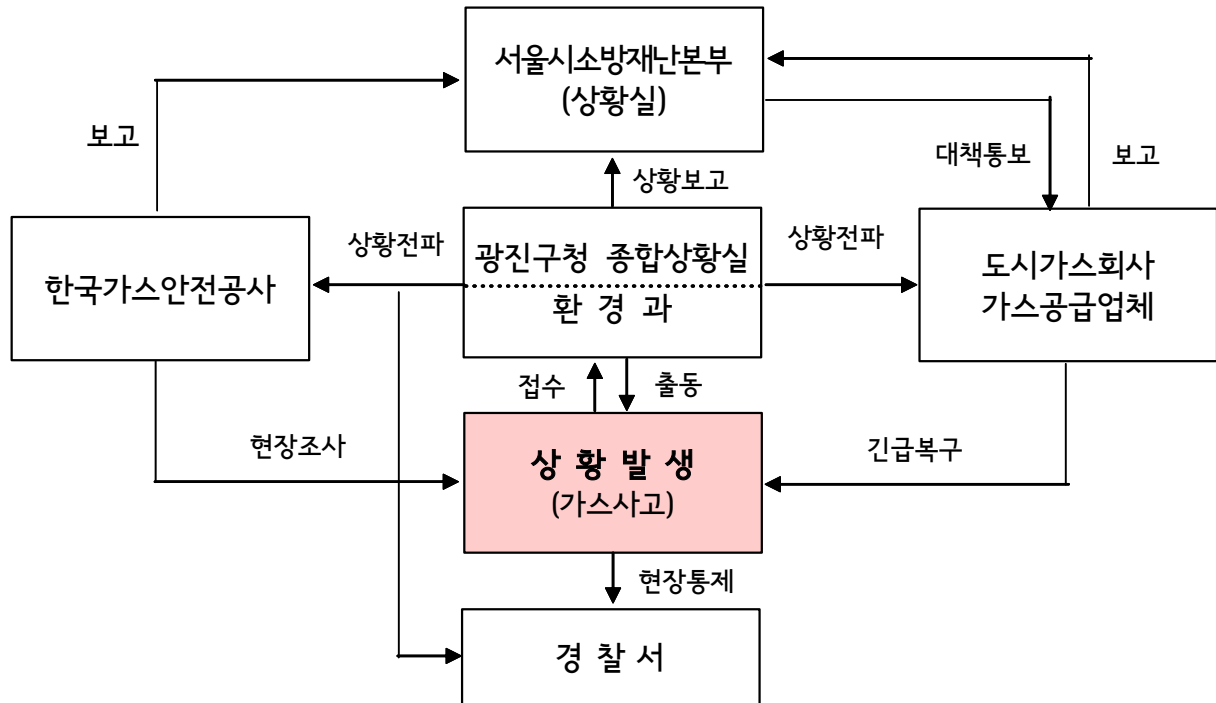 서울시소방재난본부
(상황실)
보고
대책통보
보고
상황보고
상황전파
광진구청 종합상황실
상황전파
한국가스안전공사
환 경 과
도시가스회사
가스공급업체
접수
출동
현장조사
상 황 발 생
(가스사고)
긴급복구
현장통제
경 찰 서